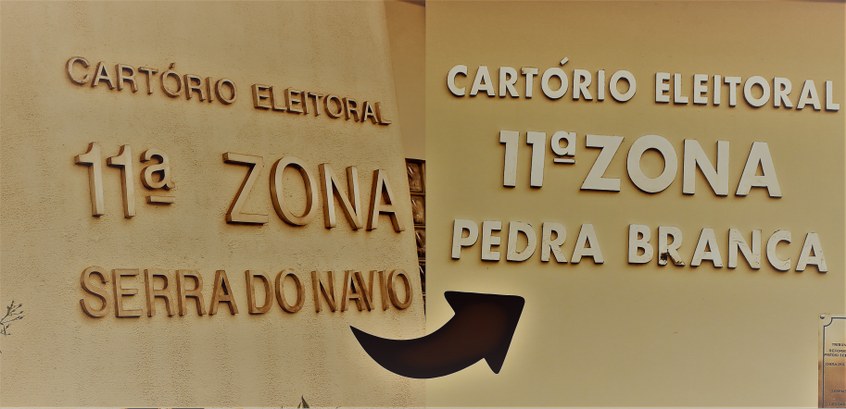 CARTÓRIO ELEITORAL
11ª ZONA
SERRA DO NAVIO
CARTÓRIO ELEITORAL
11ª ZONA
PEDRA BRANCA